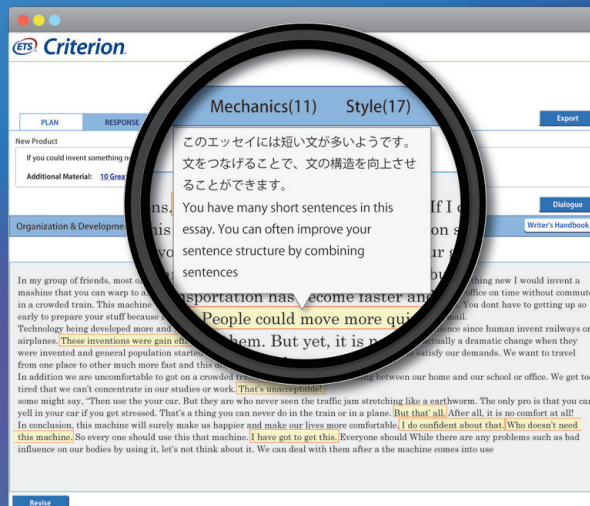 ETS Criterion.
Mechanics(11) Style(17)
PLAN RESPONSE Export
New Product
If you could invent something n
Additional Material: 10 Grea
このエッセイには短い文が多いようです。
文をつなげることで、文の構造を向上させ
ることができます。
You have many short sentences in this
essay. You can often improve your
sentence structure by combining
sentences
Dialogue
Organization & Developme Writer's Handbook
ns, If I
his on s
sportation has become faster and
People could move more qui
hem. But yet, it is n
In my group of friends, most o thing new I would invent a
mashine that you can warp to a office on time without commut
in a crowded train. This machine You dont have to getting up so
early to prepare your stuff because mail.
Technology being developed more and ence since human invent railways or
airplanes. These inventions were gain ef actually a dramatic change when they
were invented and general population started satisfy our demands. We want to travel
from one place to other much more fast and this de
In addition we are uncomfortable to got on a crowded tra ng between our home and our school or office. We get too
tired that we can't concentrate in our studies or work. That's unacceptable!
some might say, "Then use the your car. But they are who never seen the traffic jam stretching like a earthworm. The only pro is that you can
yell in your car if you got stressed. That's a thing you can never do in the train or in a plane. But that' all. After all, it is no comfort at all!
In conclusion, this machine will surely make us happier and make our lives more comfortable. I do confident about that. Who doesn't need
this machine. So every one should use this that machine. I have got to get this. Everyone should While there are any problems such as bad
influence on our bodies by using it, let's not think about it. We can deal with them after a the machine comes into use
Revise